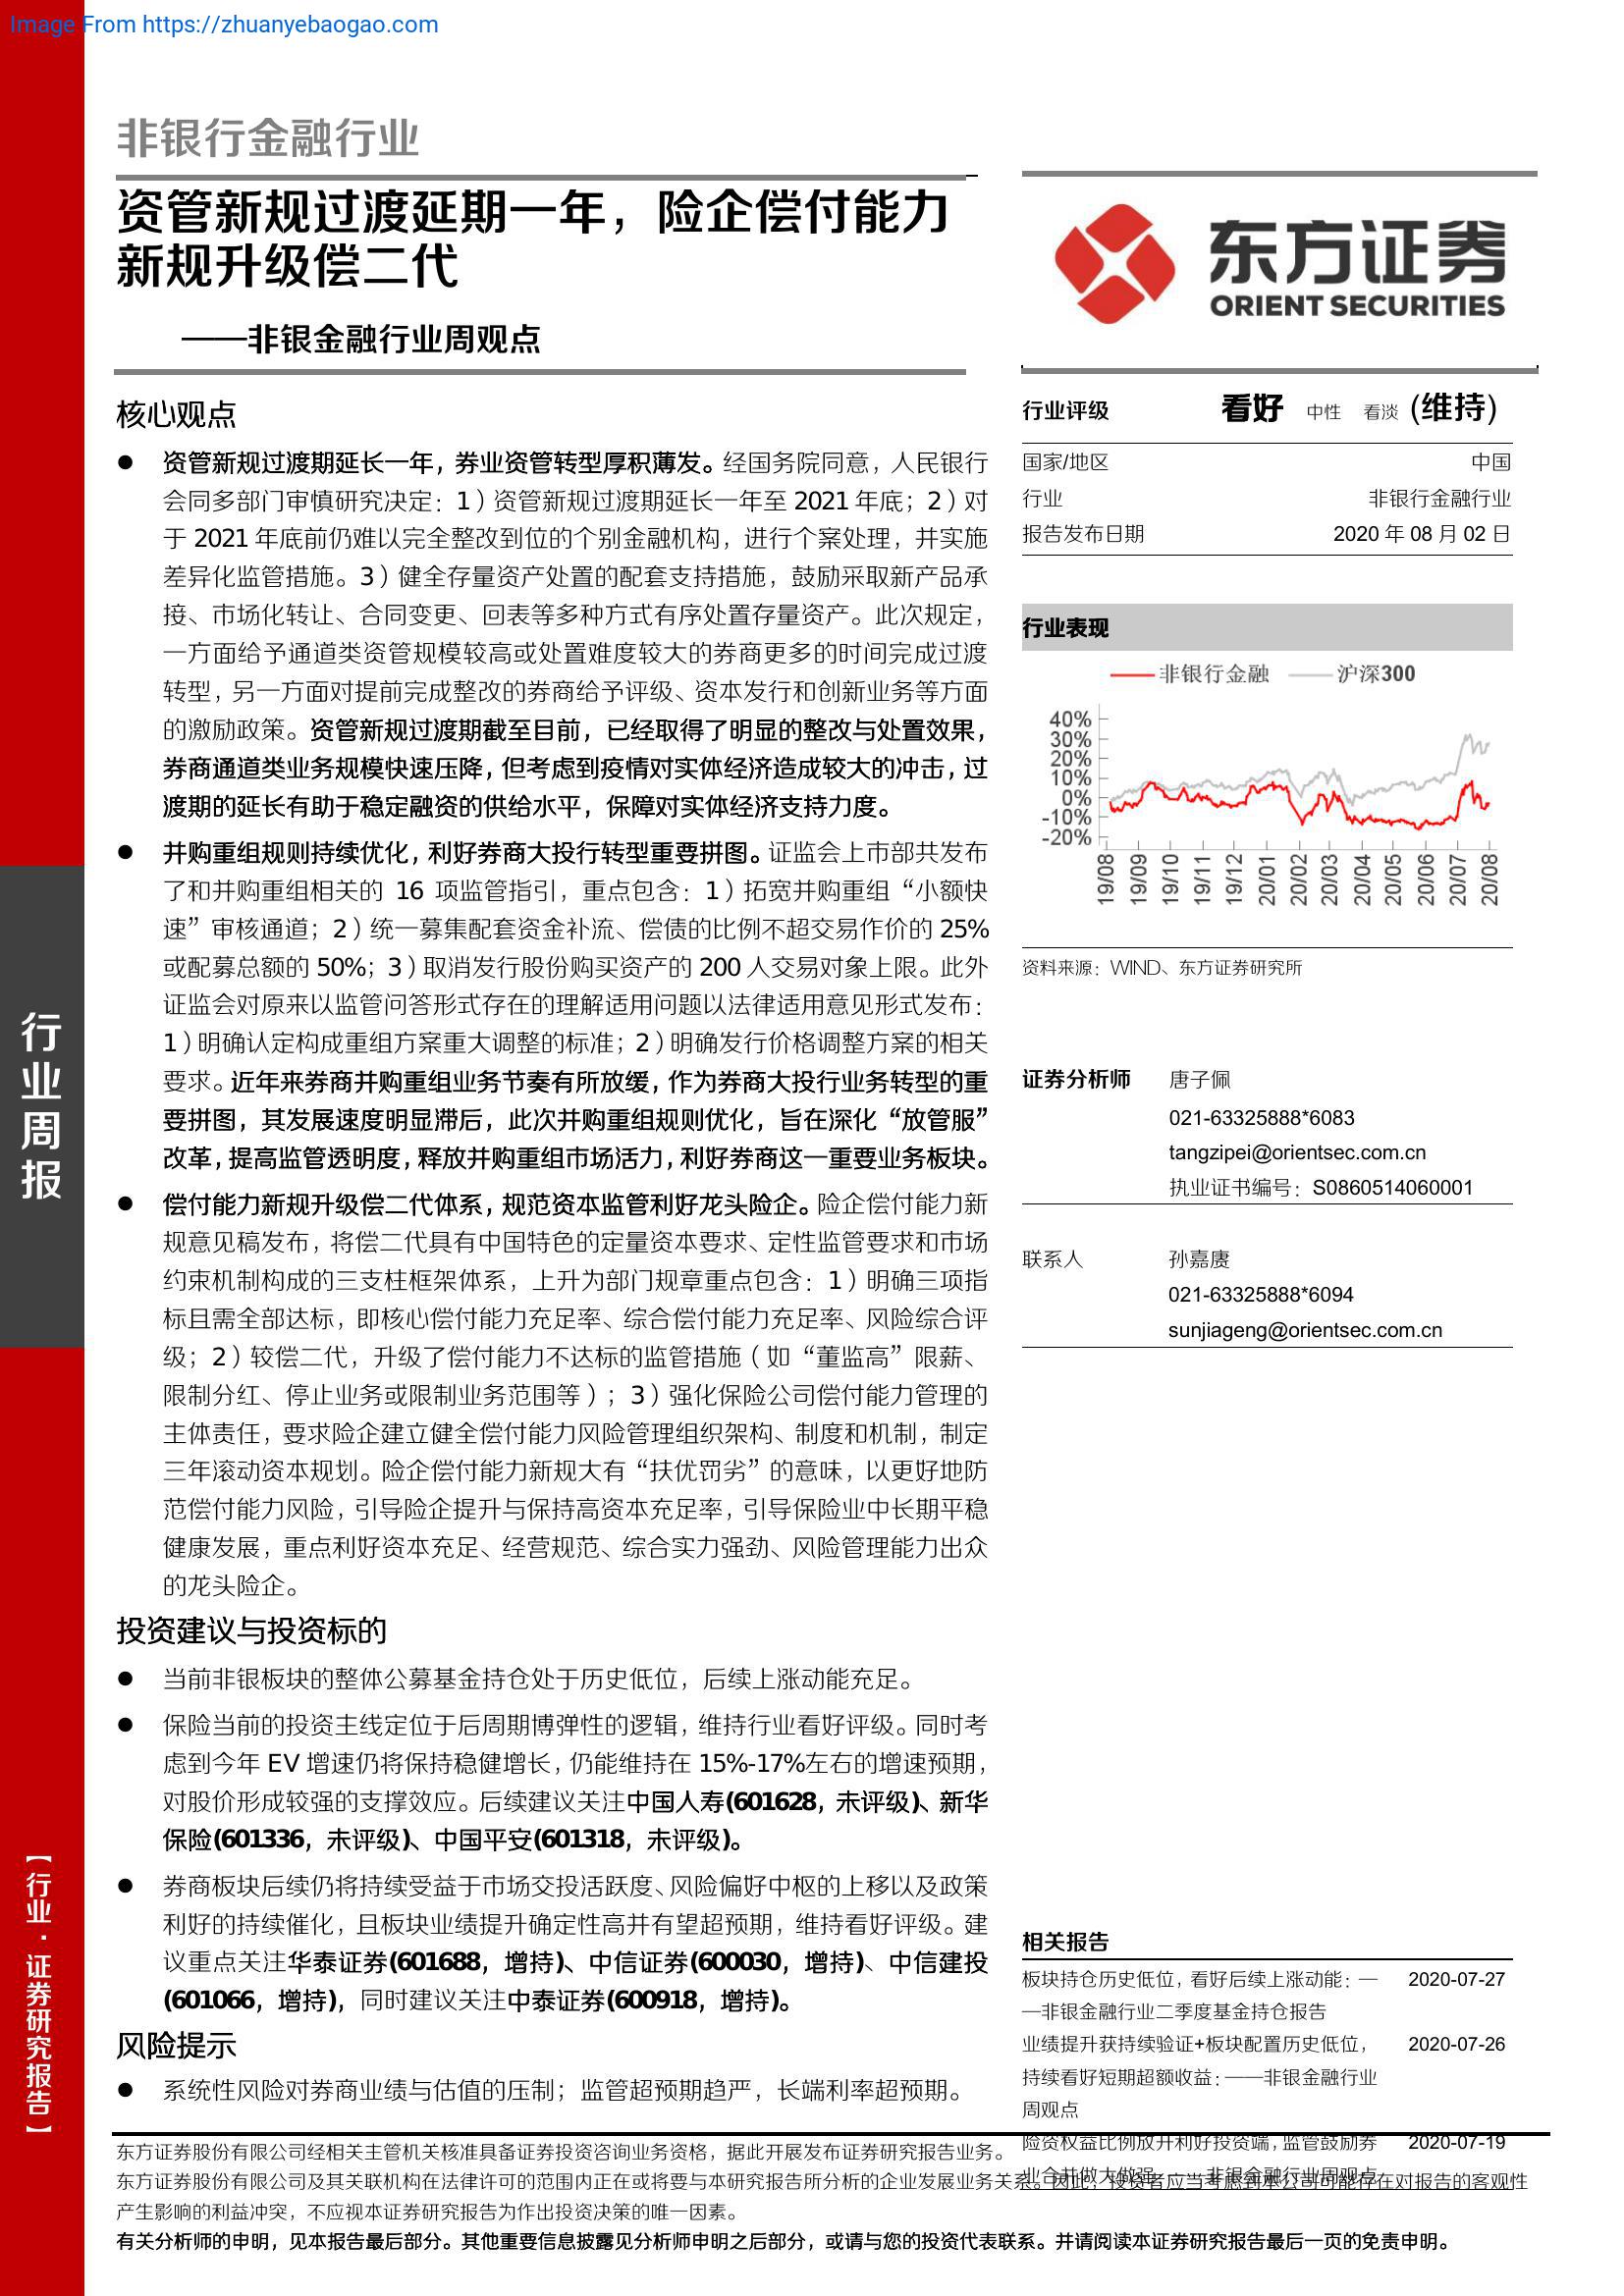 Image From https://zhuanyebaogao.com
非银行金融行业
资管新规过渡延期一年，险企偿付能力
新规升级偿二代
——非银金融行业周观点
东方证券
ORIENT SECURITIES
核心观点
● 资管新规过渡期延长一年，券业资管转型厚积薄发。经国务院同意，人民银行
会同多部门审慎研究决定：1）资管新规过渡期延长一年至 2021 年底；2）对
于 2021 年底前仍难以完全整改到位的个别金融机构，进行个案处理，并实施
差异化监管措施。3）健全存量资产处置的配套支持措施，鼓励采取新产品承
接、市场化转让、合同变更、回表等多种方式有序处置存量资产。此次规定，
一方面给予通道类资管规模较高或处置难度较大的券商更多的时间完成过渡
转型，另一方面对提前完成整改的券商给予评级、资本发行和创新业务等方面
的激励政策。资管新规过渡期截至目前，已经取得了明显的整改与处置效果，
券商通道类业务规模快速压降，但考虑到疫情对实体经济造成较大的冲击，过
渡期的延长有助于稳定融资的供给水平，保障对实体经济支持力度。
● 并购重组规则持续优化，利好券商大投行转型重要拼图。证监会上市部共发布
了和并购重组相关的 16 项监管指引，重点包含：1）拓宽并购重组“小额快
速”审核通道；2）统一募集配套资金补流、偿债的比例不超交易作价的 25%
或配募总额的 50%；3）取消发行股份购买资产的 200 人交易对象上限。此外
证监会对原来以监管问答形式存在的理解适用问题以法律适用意见形式发布：
1）明确认定构成重组方案重大调整的标准；2）明确发行价格调整方案的相关
要求。近年来券商并购重组业务节奏有所放缓，作为券商大投行业务转型的重
要拼图，其发展速度明显滞后，此次并购重组规则优化，旨在深化“放管服”
改革，提高监管透明度，释放并购重组市场活力，利好券商这一重要业务板块。
● 偿付能力新规升级偿二代体系，规范资本监管利好龙头险企。险企偿付能力新
规意见稿发布，将偿二代具有中国特色的定量资本要求、定性监管要求和市场
约束机制构成的三支柱框架体系，上升为部门规章重点包含：1）明确三项指
标且需全部达标，即核心偿付能力充足率、综合偿付能力充足率、风险综合评
级；2）较偿二代，升级了偿付能力不达标的监管措施（如“董监高”限薪、
限制分红、停止业务或限制业务范围等）；3）强化保险公司偿付能力管理的
主体责任，要求险企建立健全偿付能力风险管理组织架构、制度和机制，制定
三年滚动资本规划。险企偿付能力新规大有“扶优罚劣”的意味，以更好地防
范偿付能力风险，引导险企提升与保持高资本充足率，引导保险业中长期平稳
健康发展，重点利好资本充足、经营规范、综合实力强劲、风险管理能力出众
的龙头险企。
投资建议与投资标的
● 当前非银板块的整体公募基金持仓处于历史低位，后续上涨动能充足。
● 保险当前的投资主线定位于后周期博弹性的逻辑，维持行业看好评级。同时考
虑到今年 EV 增速仍将保持稳健增长，仍能维持在 15%-17%左右的增速预期，
对股价形成较强的支撑效应。后续建议关注中国人寿(601628，未评级)、新华
保险(601336，未评级)、中国平安(601318，未评级)。
● 券商板块后续仍将持续受益于市场交投活跃度、风险偏好中枢的上移以及政策
利好的持续催化，且板块业绩提升确定性高并有望超预期，维持看好评级。建
议重点关注华泰证券(601688，增持)、中信证券(600030，增持)、中信建投
(601066，增持)，同时建议关注中泰证券(600918，增持)。
风险提示
● 系统性风险对券商业绩与估值的压制；监管超预期趋严，长端利率超预期。
行业评级 看好 中性 看淡 (维持)
国家/地区 中国
行业 非银行金融行业
报告发布日期 2020 年 08 月 02 日
行业表现
非银行金融 沪深300
40%
30%
20%
10%
0%
-10%
-20%
19/08 19/09 19/10 19/11 19/12 20/01 20/02 20/03 20/04 20/05 20/06 20/07 20/08
资料来源：WIND、东方证券研究所
证券分析师 唐子佩
021-63325888*6083
tangzipei@orientsec.com.cn
执业证书编号：S0860514060001
联系人 孙嘉赓
021-63325888*6094
sunjiageng@orientsec.com.cn
相关报告
板块持仓历史低位，看好后续上涨动能：— 2020-07-27
—非银金融行业二季度基金持仓报告
业绩提升获持续验证+板块配置历史低位， 2020-07-26
持续看好短期超额收益：——非银金融行业
周观点
险资权益比例放开利好投资端，监管鼓励券 2020-07-19
业合并做大做强：——非银金融行业周观点
行业周报
【行业·证券研究报告】
东方证券股份有限公司经相关主管机关核准具备证券投资咨询业务资格，据此开展发布证券研究报告业务。
东方证券股份有限公司及其关联机构在法律许可的范围内正在或将要与本研究报告所分析的企业发展业务关系。因此，投资者应当考虑到本公司可能存在对报告的客观性
产生影响的利益冲突，不应视本证券研究报告为作出投资决策的唯一因素。
有关分析师的申明，见本报告最后部分。其他重要信息披露见分析师申明之后部分，或请与您的投资代表联系。并请阅读本证券研究报告最后一页的免责申明。